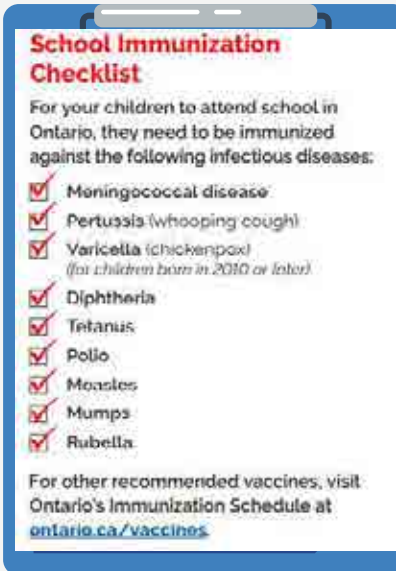 School Immunization
Checklist
For your children to attend school in
Ontario, they need to be immunized
against the following infectious diseases:
Meningococcal disease
Pertussis (whooping cough)
Varicella (chickenpox)
(for children born in 2010 or later)
Diphtheria
Tetanus
Polio
Measles
Mumps
Rubella
For other recommended vaccines, visit
Ontario's Immunization Schedule at
ontario.ca/vaccines